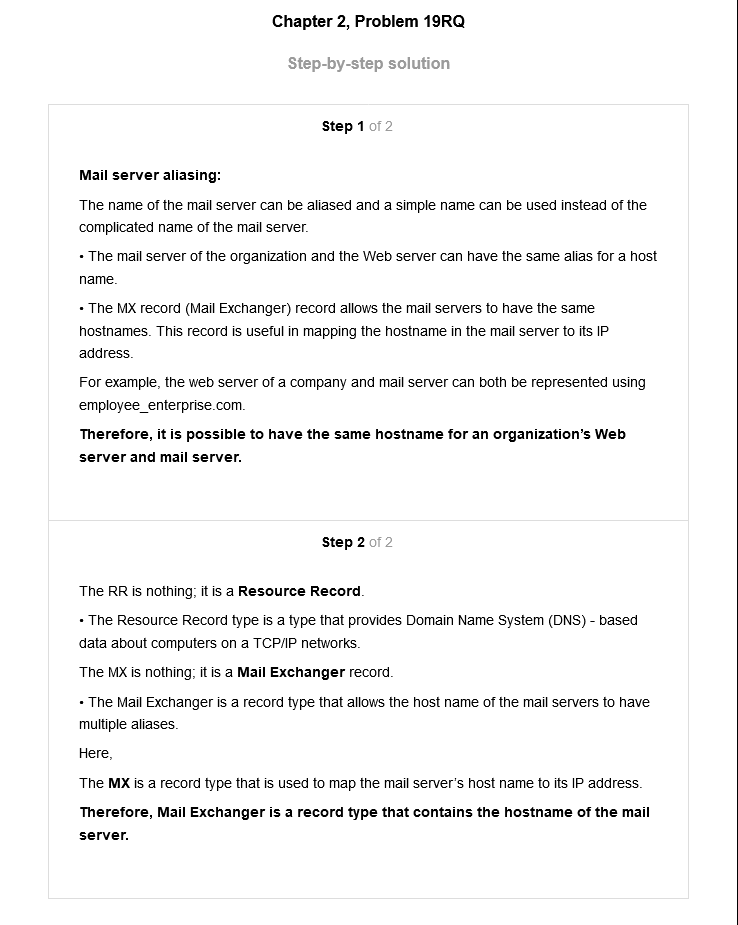 Chapter 2, Problem 19RQ
Step-by-step solution
Step 1 of 2
Mail server aliasing:
The name of the mail server can be aliased and a simple name can be used instead of the
complicated name of the mail server.
• The mail server of the organization and the Web server can have the same alias for a host
name.
• The MX record (Mail Exchanger) record allows the mail servers to have the same
hostnames. This record is useful in mapping the hostname in the mail server to its IP
address.
For example, the web server of a company and mail server can both be represented using
employee_enterprise.com.
Therefore, it is possible to have the same hostname for an organization’s Web
server and mail server.
Step 2 of 2
The RR is nothing; it is a Resource Record.
• The Resource Record type is a type that provides Domain Name System (DNS) - based
data about computers on a TCP/IP networks.
The MX is nothing; it is a Mail Exchanger record.
• The Mail Exchanger is a record type that allows the host name of the mail servers to have
multiple aliases.
Here,
The MX is a record type that is used to map the mail server’s host name to its IP address.
Therefore, Mail Exchanger is a record type that contains the hostname of the mail
server.